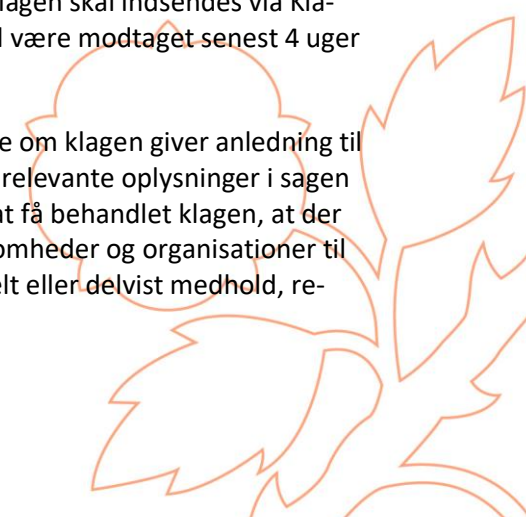 lagen skal indsendes via Kla-
være modtaget senest 4 uger
e om klagen giver anledning til
relevante oplysninger i sagen
at få behandlet klagen, at der
omheder og organisationer til
elt eller delvist medhold, re-